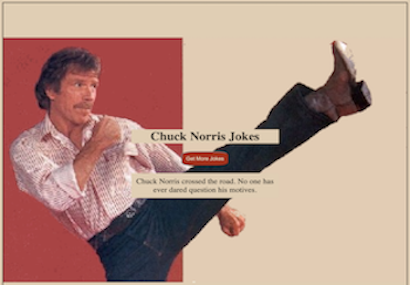 Chuck Norris Jokes
Get More Jokes
Chuck Norris crossed the road. No one has
ever dared question his motives.